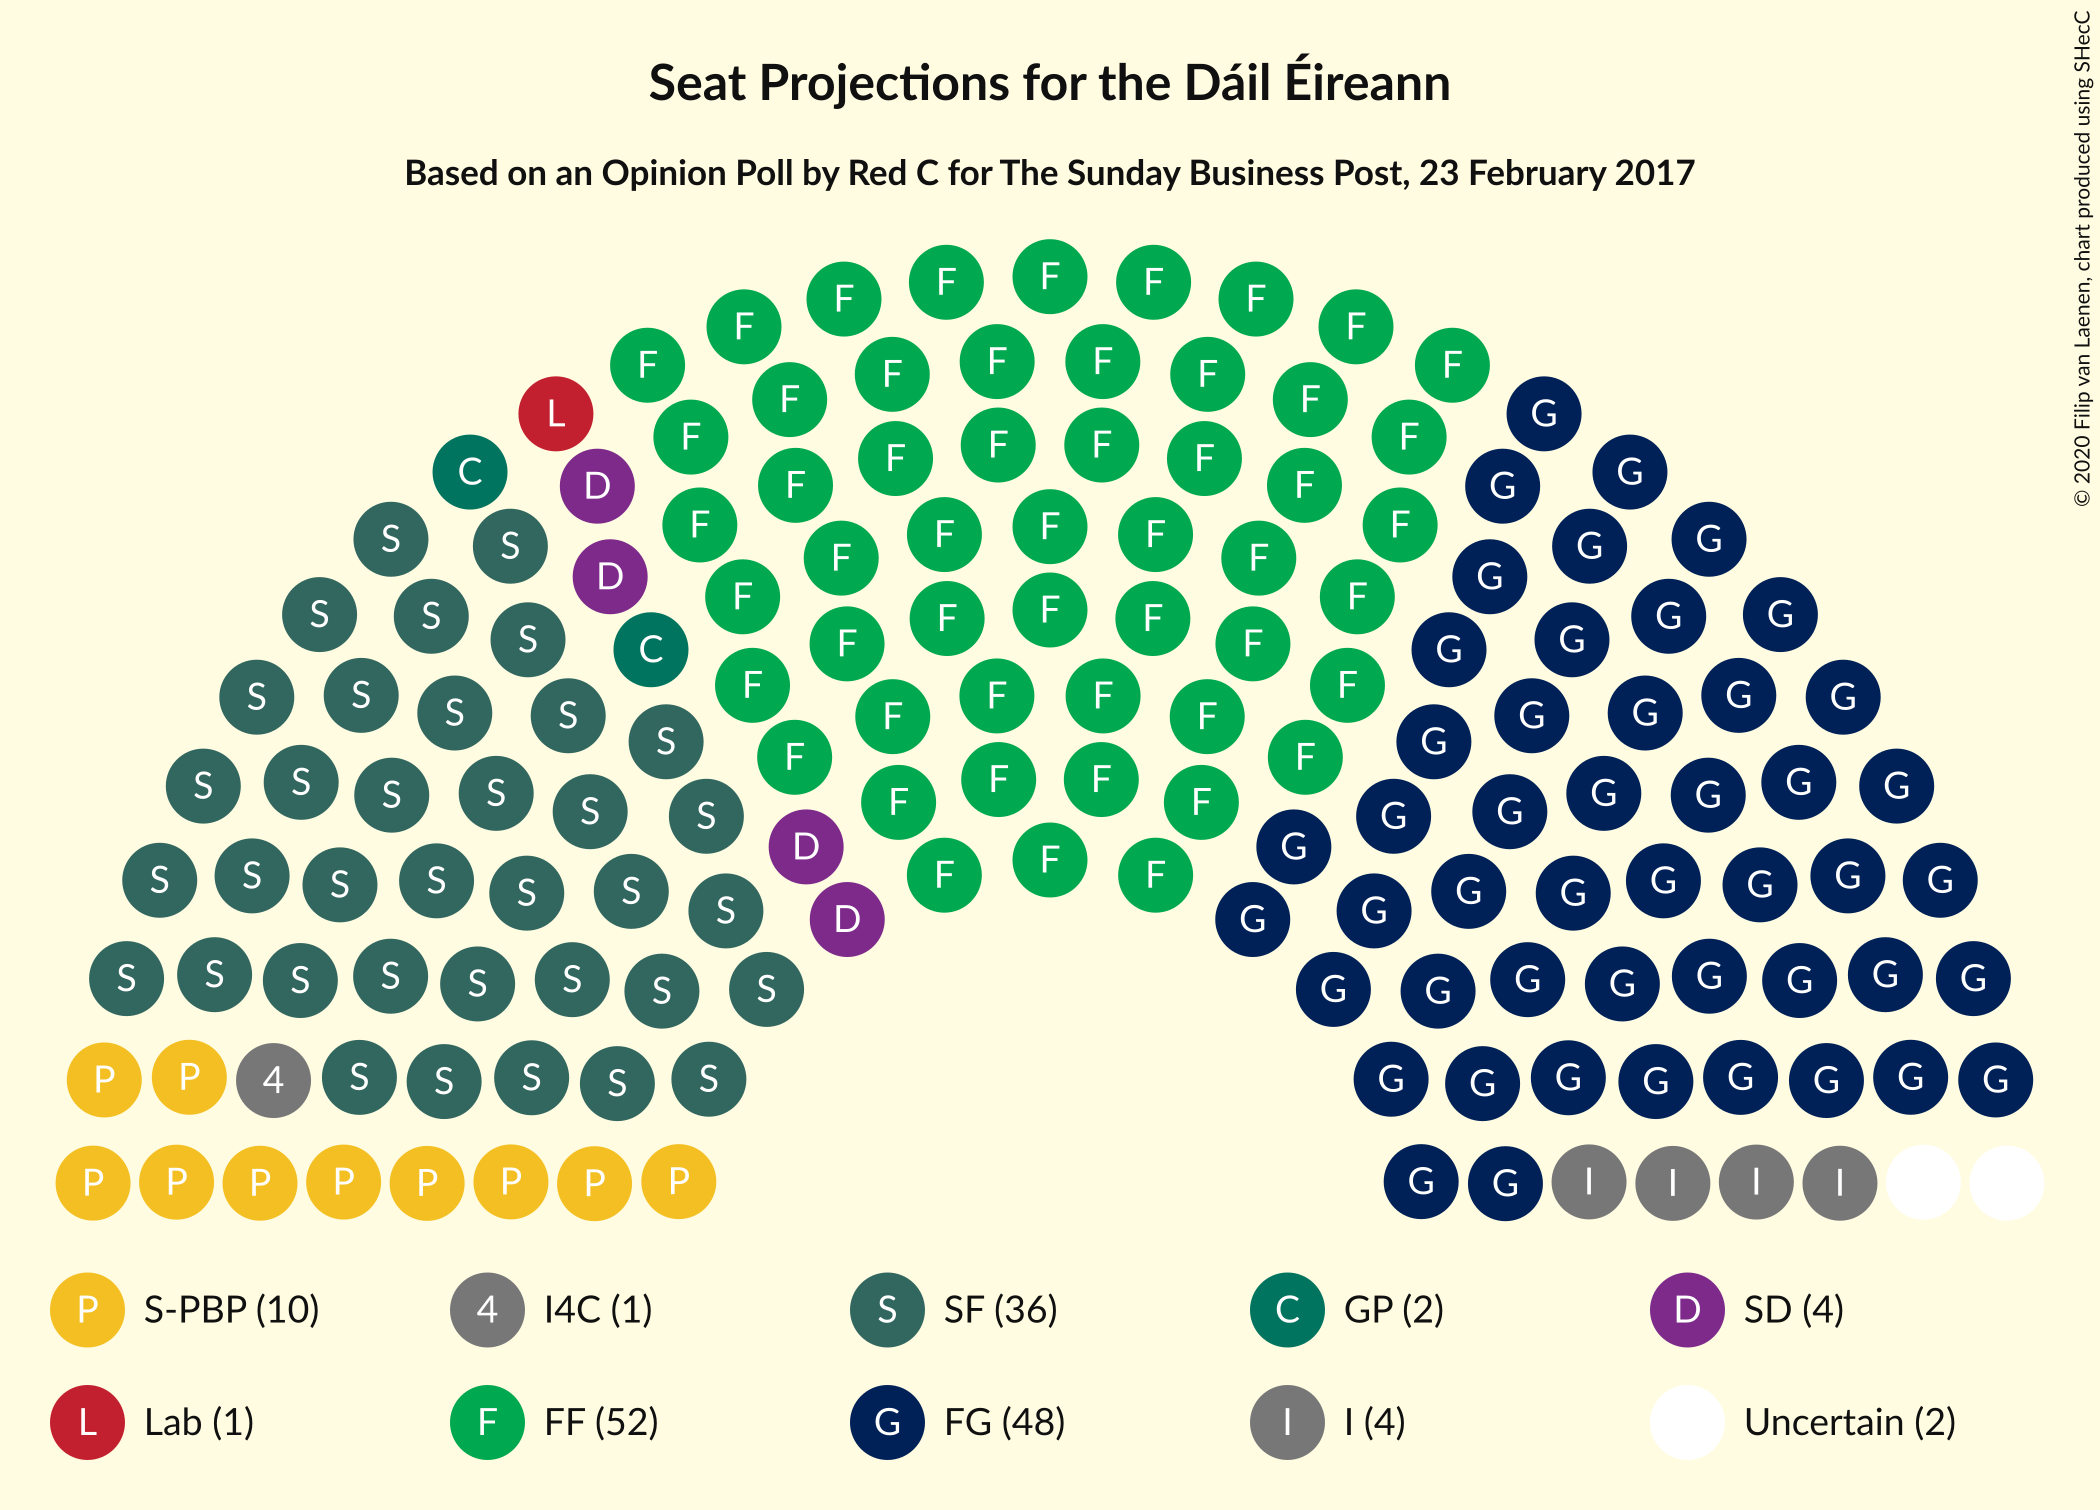 Seat Projections for the Dáil Éireann
Based on an Opinion Poll by Red C for The Sunday Business Post, 23 February 2017
© 2020 Filip van Laenen, chart produced using SHecC
F F F F F
F F F F
F F F F
L F F F F G
F F
C D F F F F G G
F F F F
S S D F F F F F G G G
F F
S S S C F F F F F G G G G
F F
S S S S S F F F F F F G G G G G
S S S S S S F F F F F F G G G G G G
D F F F G
S S S S S S S D F F F G G G G G G G G
S S S S S S S S G G G G G G G G
P P 4 S S S S S G G G G G G G G
P P P P P P P P G G I I I I
P S-PBP (10) 4 I4C (1) S SF (36) C GP (2) D SD (4)
L Lab (1) F FF (52) G FG (48) I I (4) Uncertain (2)